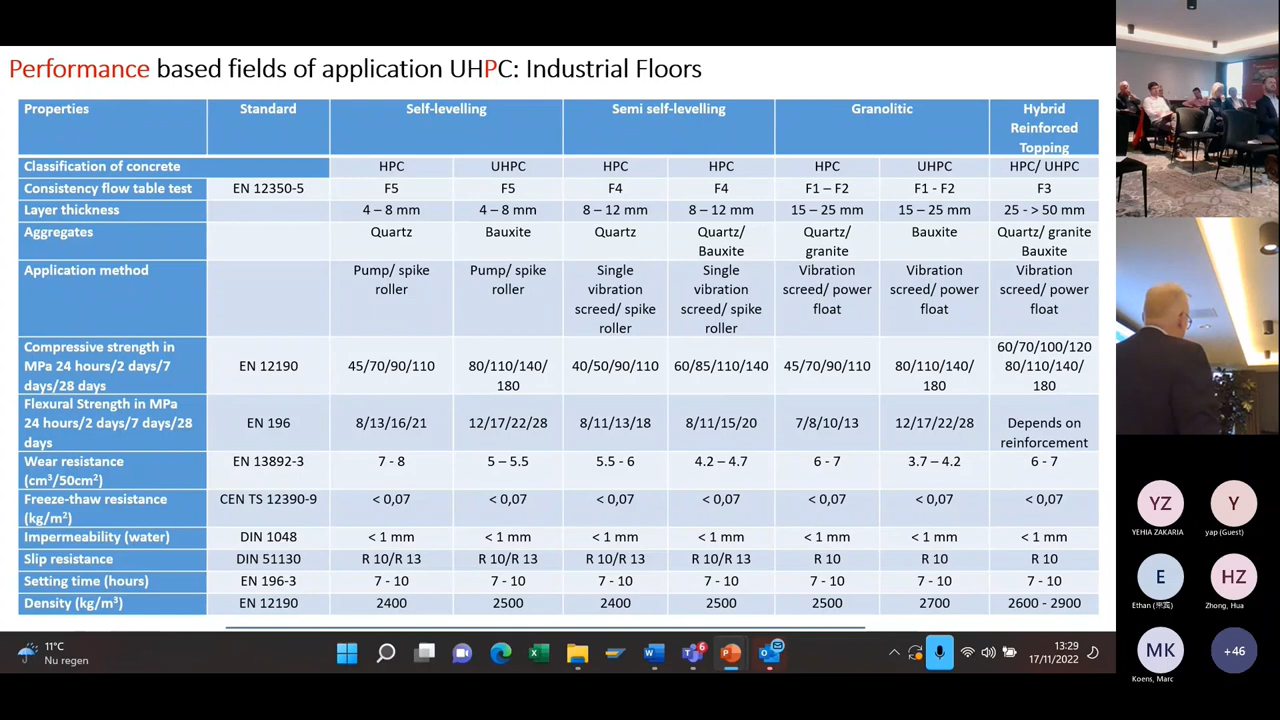 Performance based fields of application UHPC: Industrial Floors
Properties Standard Self-levelling Semi self-levelling Granolitic Hybrid
Reinforced
Topping
Classification of concrete HPC UHPC HPC HPC HPC UHPC HPC/ UHPC
Consistency flow table test EN 12350-5 F5 F5 F4 F4 F1 – F2 F1 - F2 F3
Layer thickness 4 – 8 mm 4 – 8 mm 8 – 12 mm 8 – 12 mm 15 – 25 mm 15 – 25 mm 25 - > 50 mm
Aggregates Quartz Bauxite Quartz Quartz/ Quartz/ Bauxite Quartz/ granite
Bauxite granite Bauxite
Application method Pump/ spike Pump/ spike Single Single Vibration Vibration Vibration
roller roller vibration vibration screed/ power screed/ power screed/ power
screed/ spike screed/ spike float float float
roller roller
Compressive strength in 60/70/100/120
MPa 24 hours/2 days/7 EN 12190 45/70/90/110 80/110/140/ 40/50/90/110 60/85/110/140 45/70/90/110 80/110/140/ 80/110/140/
days/28 days 180 180 180
Flexural Strength in MPa
24 hours/2 days/7 days/28 EN 196 8/13/16/21 12/17/22/28 8/11/13/18 8/11/15/20 7/8/10/13 12/17/22/28 Depends on
days reinforcement
Wear resistance EN 13892-3 7 - 8 5 – 5.5 5.5 - 6 4.2 – 4.7 6 - 7 3.7 – 4.2 6 - 7
(cm³/50cm²)
Freeze-thaw resistance CEN TS 12390-9 < 0,07 < 0,07 < 0,07 < 0,07 < 0,07 < 0,07 < 0,07
(kg/m²)
Impermeability (water) DIN 1048 < 1 mm < 1 mm < 1 mm < 1 mm < 1 mm < 1 mm < 1 mm
Slip resistance DIN 51130 R 10/R 13 R 10/R 13 R 10/R 13 R 10/R 13 R 10 R 10 R 10
Setting time (hours) EN 196-3 7 - 10 7 - 10 7 - 10 7 - 10 7 - 10 7 - 10 7 - 10
Density (kg/m³) EN 12190 2400 2500 2400 2500 2500 2700 2600 - 2900
11°C
Nu regen
6
13:29
17/11/2022
YZ Y
YEHIA ZAKARIA yap (Guest)
E HZ
Zhong, Hua
MK +46
Koens, Marc